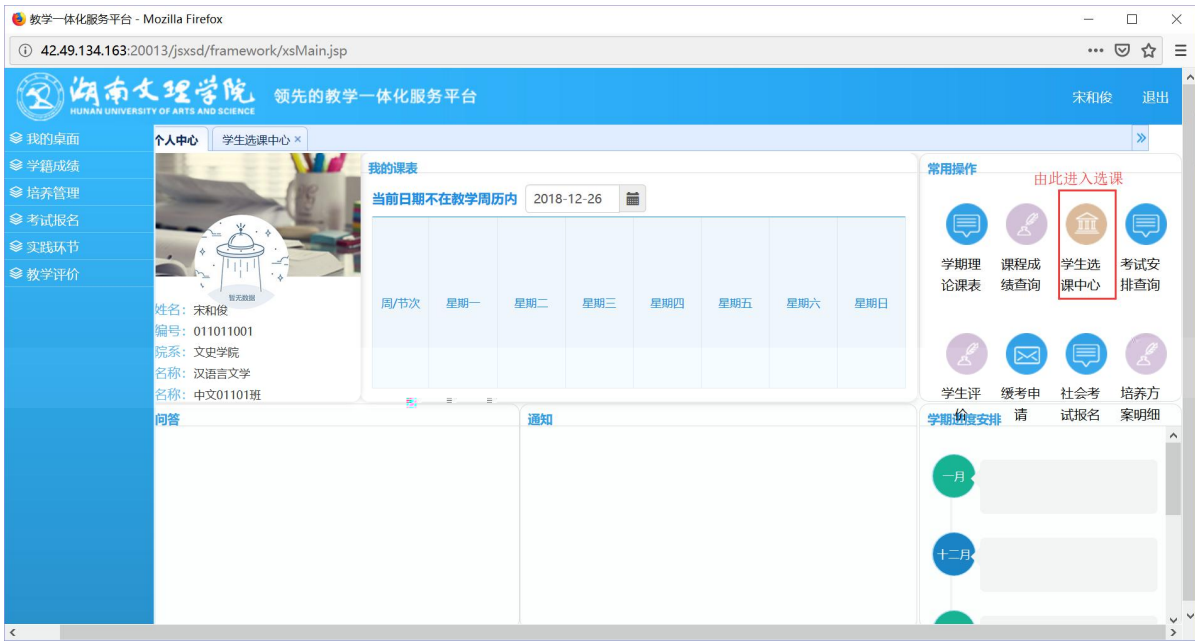 教学一体化服务平台 - Mozilla Firefox
42.49.134.163:20013/jsxsd/framework/xsMain.jsp
湖南文理学院
HUNAN UNIVERSITY OF ARTS AND SCIENCE
领先的教学一体化服务平台
宋和俊 退出
我的桌面
学籍成绩
培养管理
考试报名
实践环节
教学评价
个人中心 学生选课中心 ×
暂无数据
姓名：宋和俊
编号：011011001
院系：文史学院
名称：汉语言文学
名称：中文01101班
我的课表
当前日期不在教学周历内 2018-12-26
周/节次 星期一 星期二 星期三 星期四 星期五 星期六 星期日
常用操作
由此进入选课
学期理论课表
课程成绩查询
学生选课中心
考试安排查询
学生评价
缓考申请
社会考试报名
培养方案明细
问答
通知
学期进度安排
一月
十二月